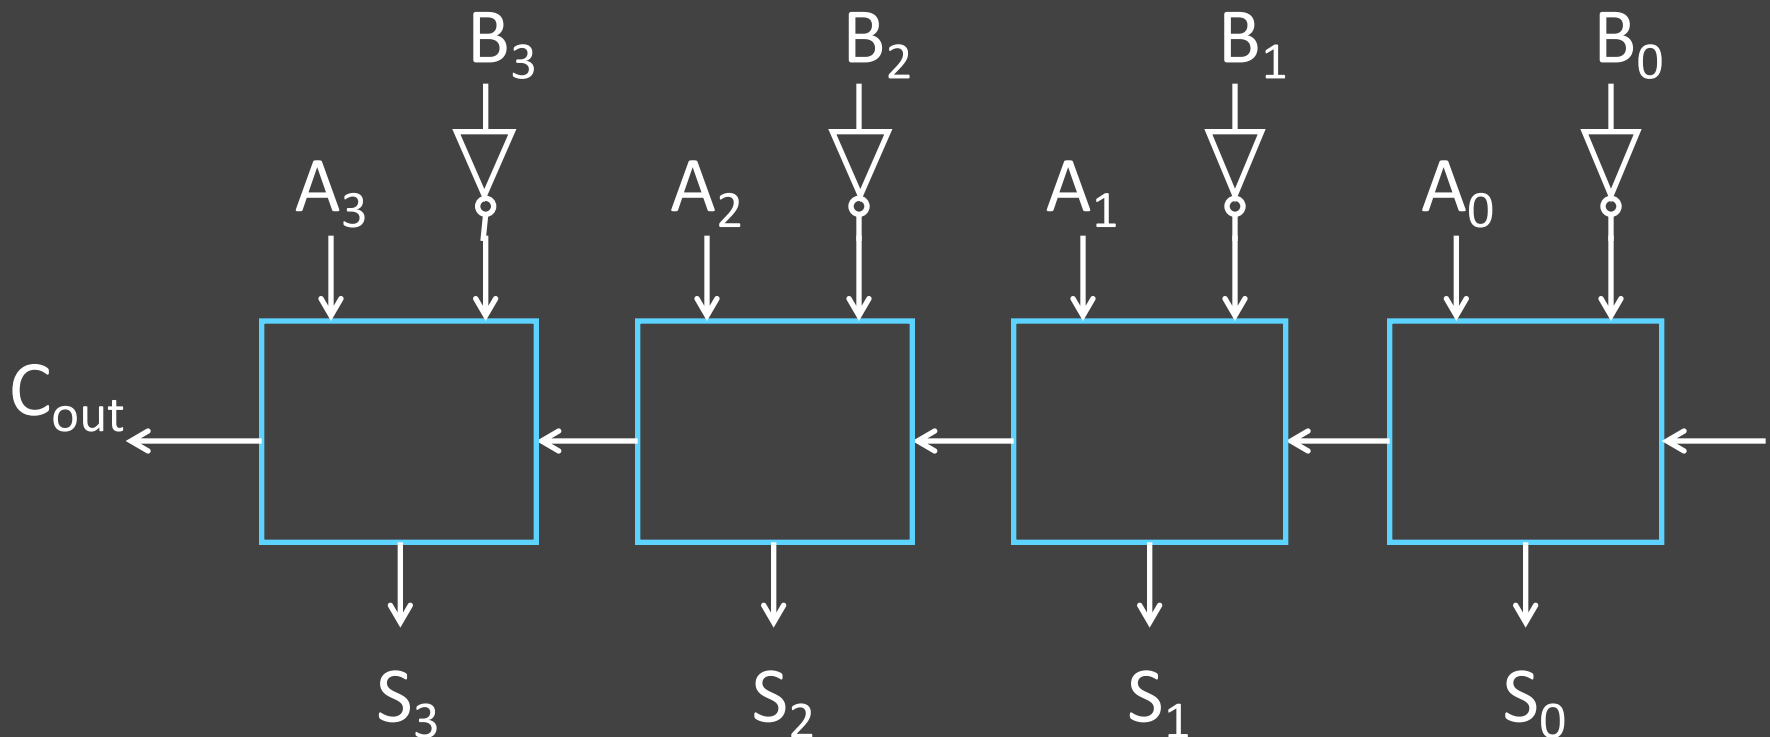 B₃ B₂ B₁ B₀
A₃ A₂ A₁ A₀
Cout
S₃ S₂ S₁ S₀